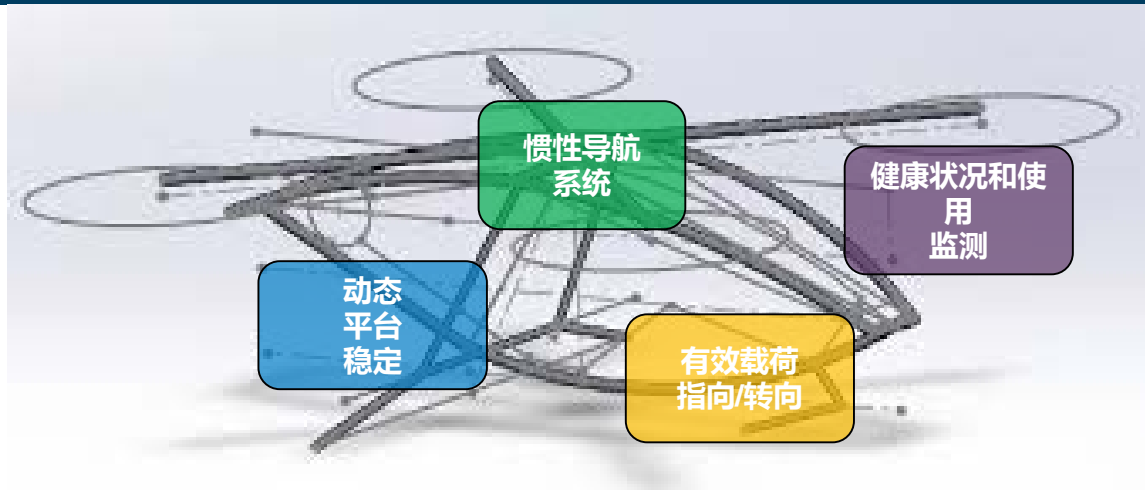 惯性导航
系统
健康状况和使
用
监测
动态
平台
稳定
有效载荷
指向/转向